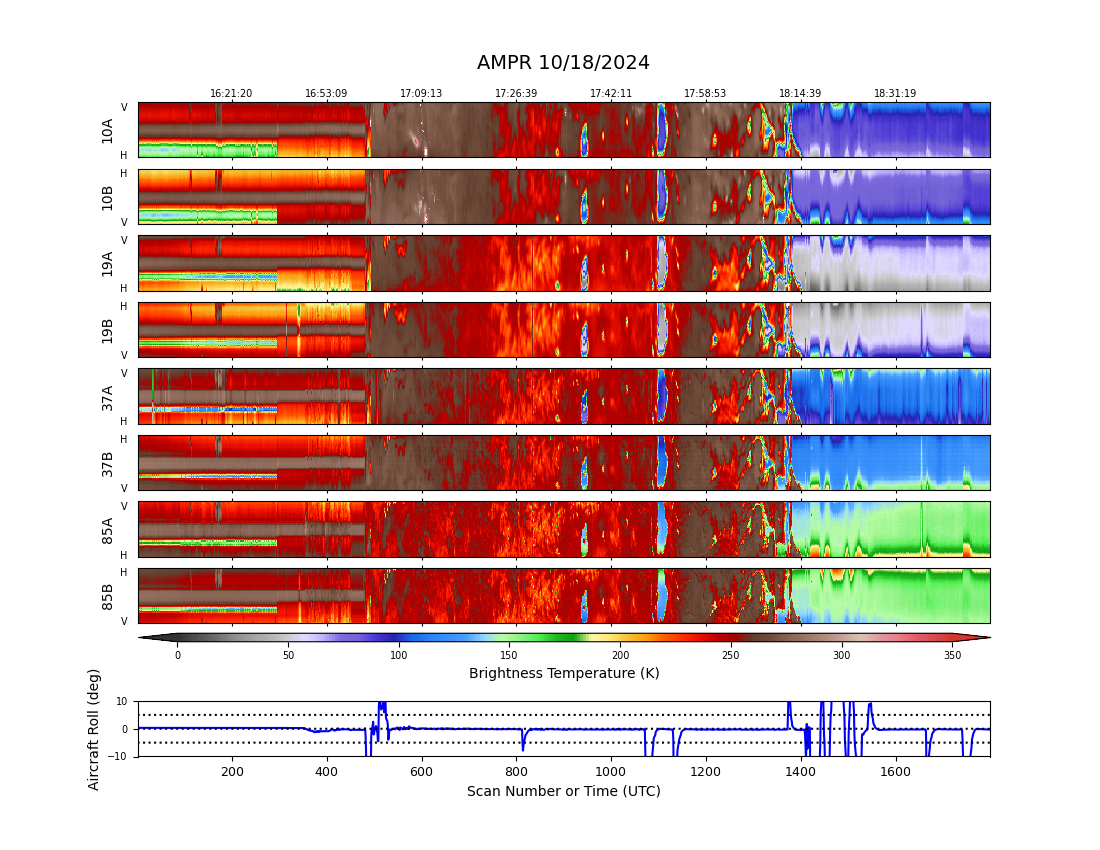 AMPR 10/18/2024
16:21:20 16:53:09 17:09:13 17:26:39 17:42:11 17:58:53 18:14:39 18:31:19
V
10A
H
H
10B
V
V
19A
H
H
19B
V
V
37A
H
H
37B
V
V
85A
H
H
85B
V
0 50 100 150 200 250 300 350
Brightness Temperature (K)
Aircraft Roll (deg)
10
0
−10
200 400 600 800 1000 1200 1400 1600
Scan Number or Time (UTC)